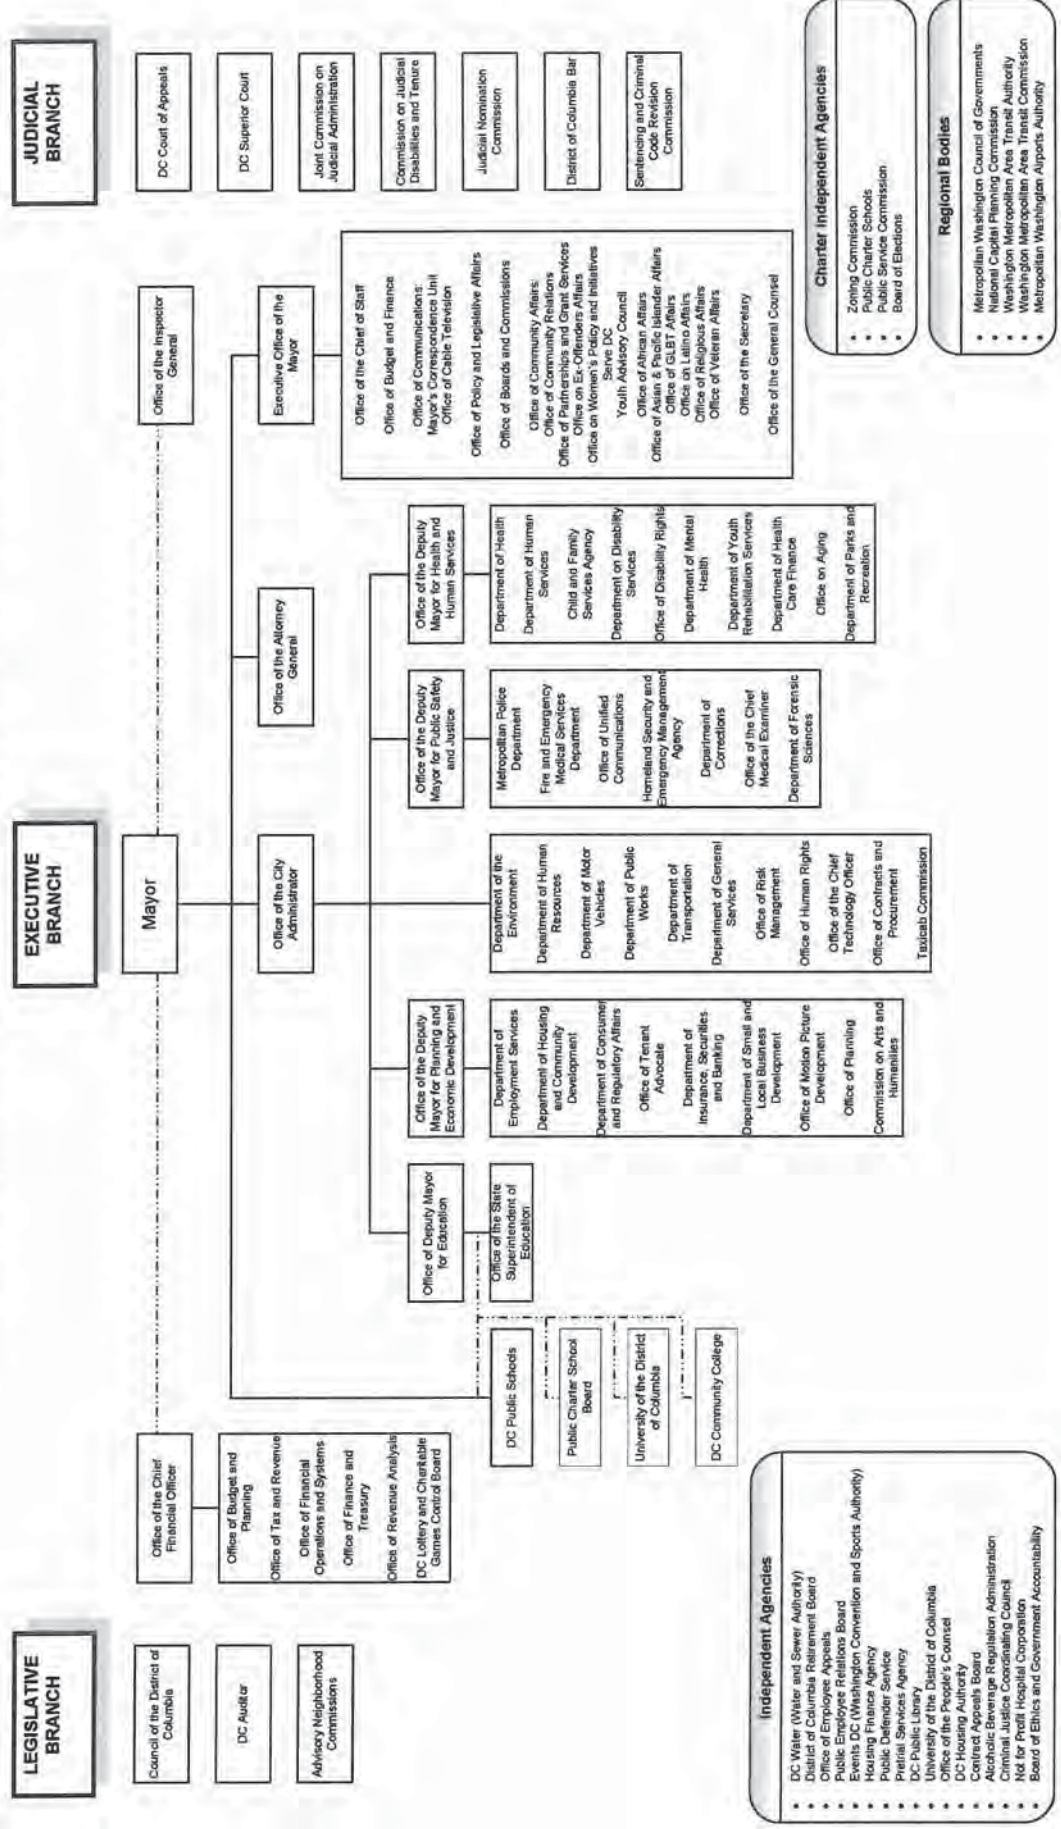 LEGISLATIVE
BRANCH
Council of the District of
Columbia
DC Auditor
Advisory Neighborhood
Commissions
EXECUTIVE
BRANCH
Mayor
Office of the Chief
Financial Officer
Office of Budget and
Planning
Office of Tax and Revenue
Office of Financial
Operations and Systems
Office of Finance and
Treasury
Office of Revenue Analysis
DC Lottery and Charitable
Games Control Board
Office of the City
Administrator
Office of the Attorney
General
Office of the Inspector
General
Executive Office of the
Mayor
Office of the Chief of Staff
Office of Budget and Finance
Office of Communications:
Mayor's Correspondence Unit
Office of Cable Television
Office of Policy and Legislative Affairs
Office of Boards and Commissions
Office of Community Affairs:
Office of Community Relations
Office of Partnerships and Grant Services
Office on Ex-Offenders Affairs
Office on Women's Policy and Initiatives
Serve DC
Youth Advisory Council
Office of African Affairs
Office of Asian & Pacific Islander Affairs
Office of GLBT Affairs
Office on Latino Affairs
Office of Religious Affairs
Office of Veteran Affairs
Office of the Secretary
Office of the General Counsel
Office of Deputy Mayor
for Education
Office of the State
Superintendent of
Education
DC Public Schools
Public Charter School
Board
University of the District
of Columbia
DC Community College
Office of the Deputy
Mayor for Planning and
Economic Development
Department of
Employment Services
Department of Housing
and Community
Development
Department of Consumer
and Regulatory Affairs
Office of Tenant
Advocate
Department of
Insurance, Securities
and Banking
Department of Small and
Local Business
Development
Office of Motion Picture
Development
Office of Planning
Commission on Arts and
Humanities
Department of the
Environment
Department of Human
Resources
Department of Motor
Vehicles
Department of Public
Works
Department of
Transportation
Department of General
Services
Office of Risk
Management
Office of Human Rights
Office of the Chief
Technology Officer
Office of Contracts and
Procurement
Taxicab Commission
Office of the Deputy
Mayor for Public Safety
and Justice
Metropolitan Police
Department
Fire and Emergency
Medical Services
Department
Office of Unified
Communications
Homeland Security and
Emergency Management
Agency
Department of
Corrections
Office of the Chief
Medical Examiner
Department of Forensic
Sciences
Office of the Deputy
Mayor for Health and
Human Services
Department of Health
Department of Human
Services
Child and Family
Services Agency
Department on Disability
Services
Office of Disability Rights
Department of Mental
Health
Department of Youth
Rehabilitation Services
Department of Health
Care Finance
Office on Aging
Department of Parks and
Recreation
JUDICIAL
BRANCH
DC Court of Appeals
DC Superior Court
Joint Commission on
Judicial Administration
Commission on Judicial
Disabilities and Tenure
Judicial Nomination
Commission
District of Columbia Bar
Sentencing and Criminal
Code Revision
Commission
Independent Agencies
• DC Water (Water and Sewer Authority)
• District of Columbia Retirement Board
• Office of Employee Appeals
• Public Employee Relations Board
• Events DC (Washington Convention and Sports Authority)
• Housing Finance Agency
• Public Defender Service
• Pretrial Services Agency
• DC Public Library
• University of the District of Columbia
• Office of the People's Counsel
• DC Housing Authority
• Contract Appeals Board
• Alcoholic Beverage Regulation Administration
• Criminal Justice Coordinating Council
• Not for Profit Hospital Corporation
• Board of Ethics and Government Accountability
Charter Independent Agencies
• Zoning Commission
• Public Charter Schools
• Public Service Commission
• Board of Elections
Regional Bodies
• Metropolitan Washington Council of Governments
• National Capital Planning Commission
• Washington Metropolitan Area Transit Authority
• Washington Metropolitan Area Transit Commission
• Metropolitan Washington Airports Authority